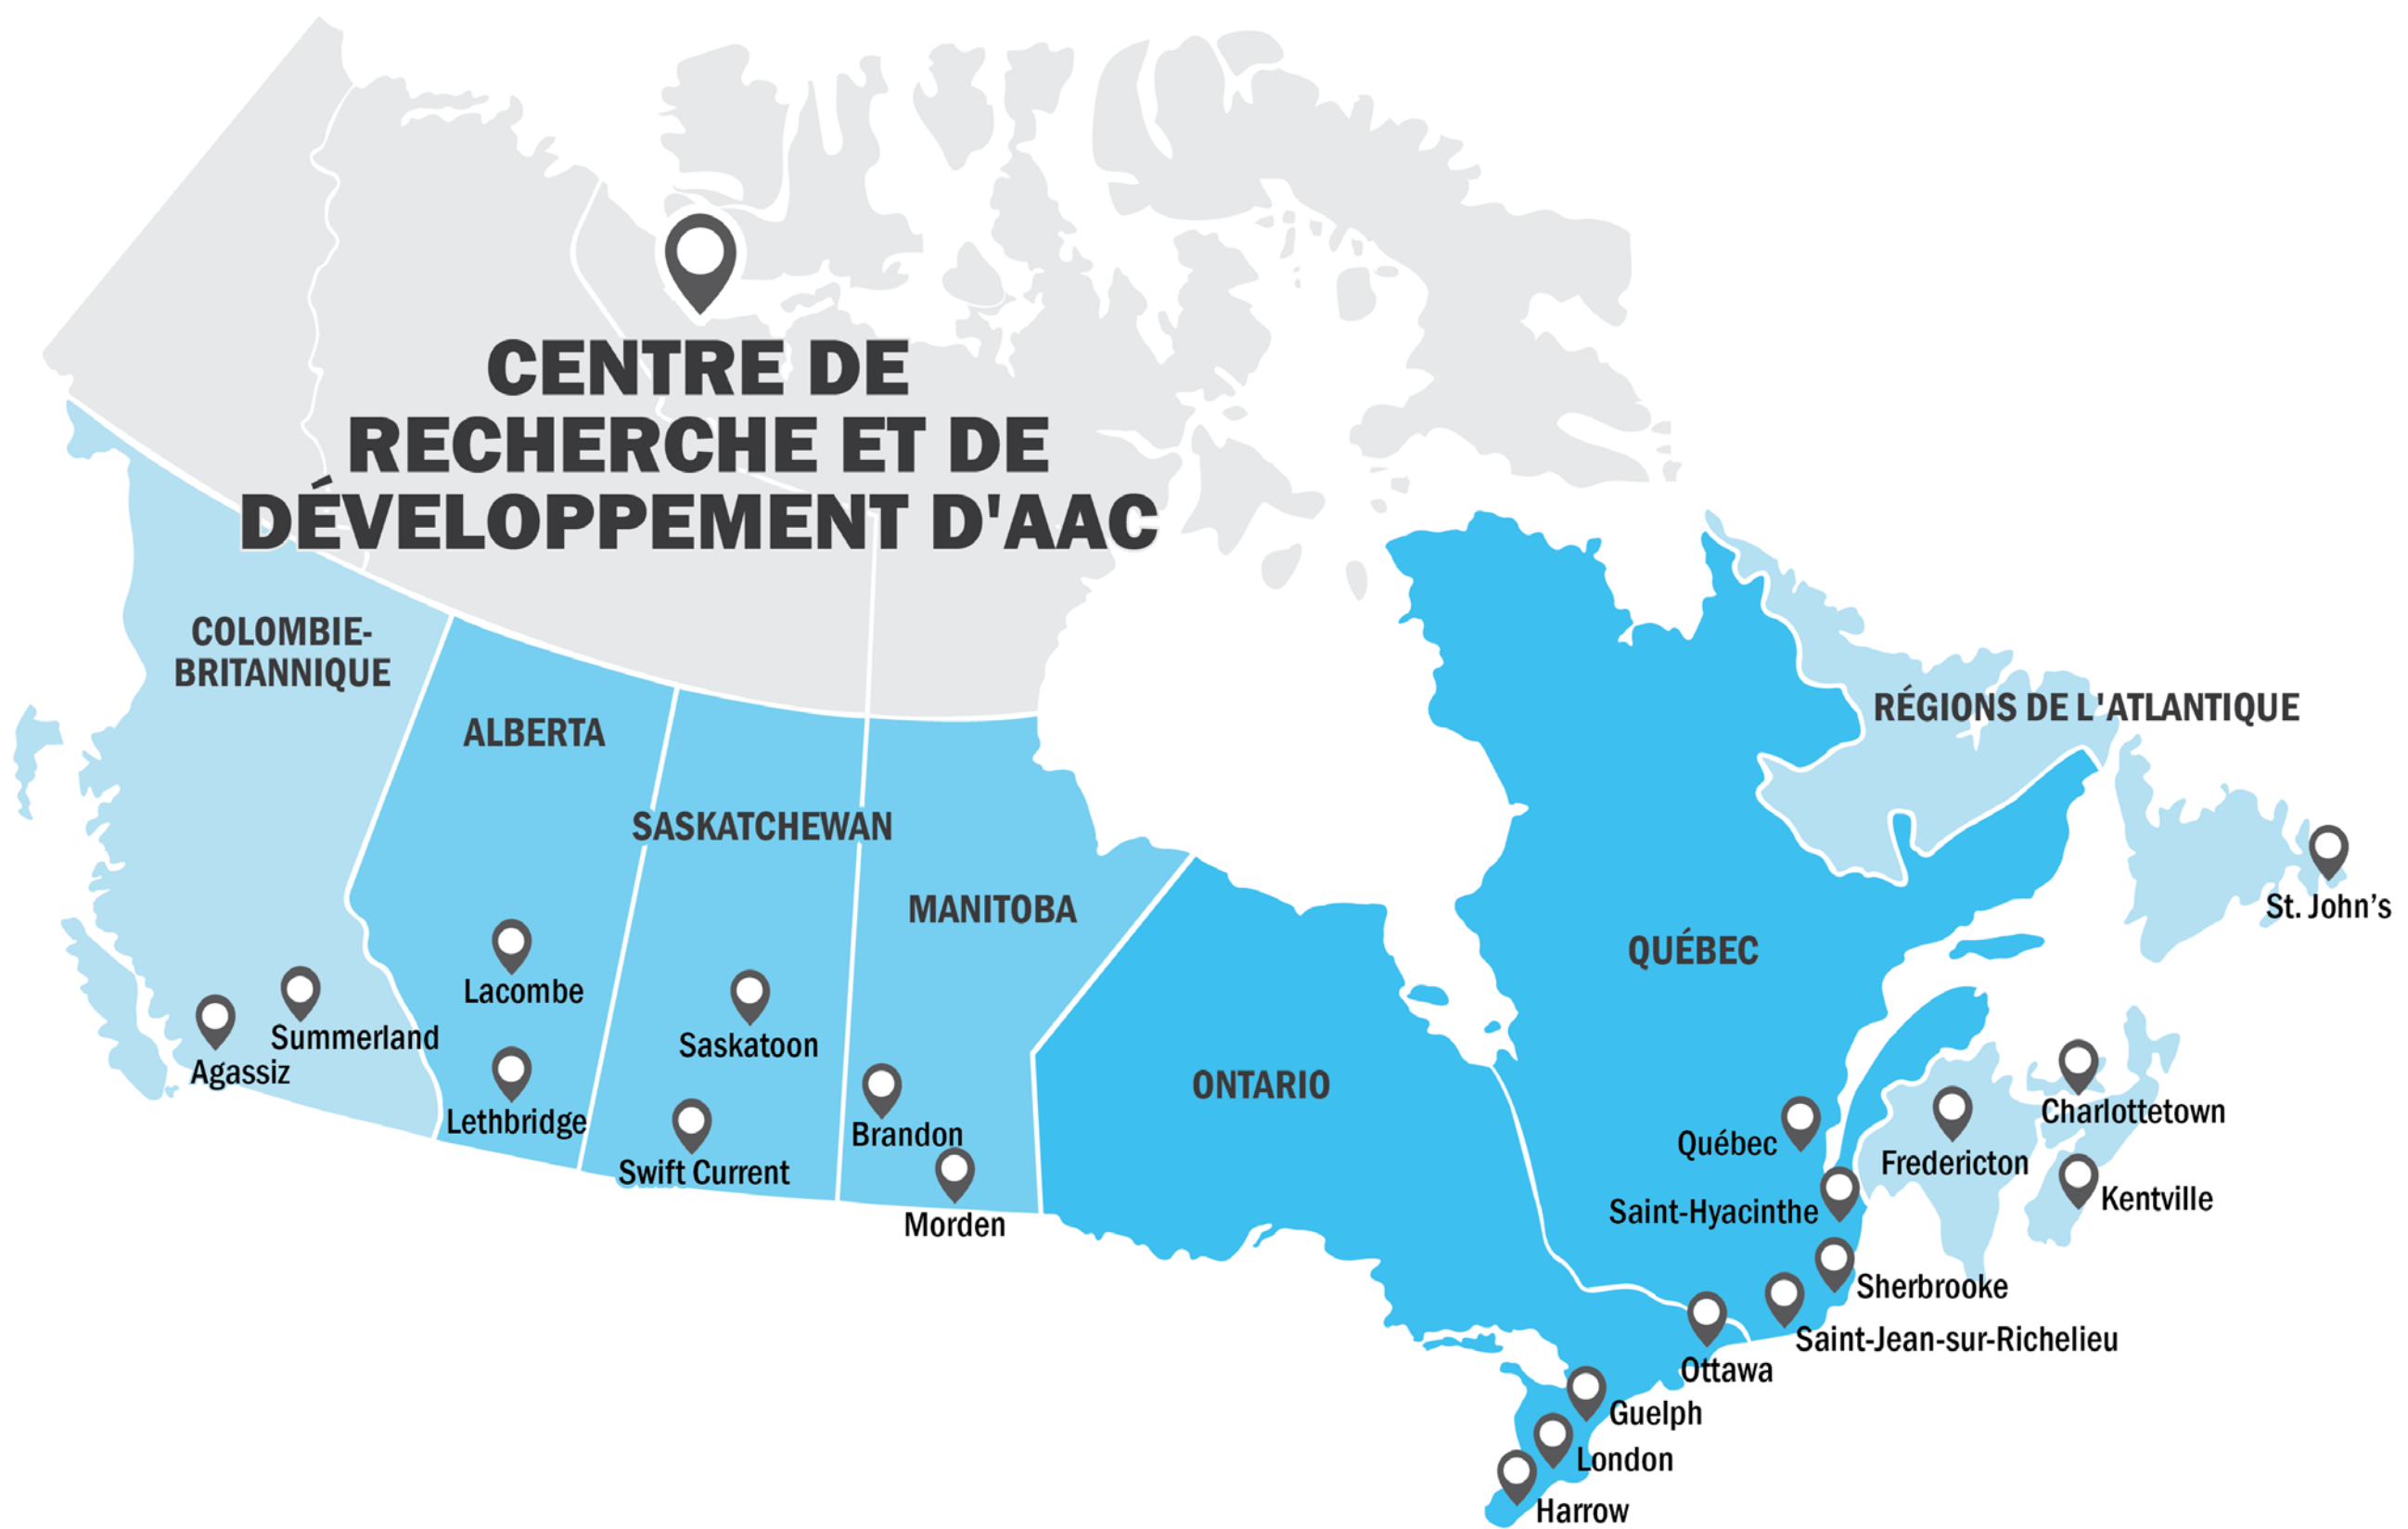 CENTRE DE
RECHERCHE ET DE
DÉVELOPPEMENT D'AAC
COLOMBIE-
BRITANNIQUE
ALBERTA
SASKATCHEWAN
MANITOBA
ONTARIO
QUÉBEC
RÉGIONS DE L'ATLANTIQUE
Agassiz
Summerland
Lacombe
Lethbridge
Saskatoon
Swift Current
Brandon
Morden
Harrow
London
Guelph
Ottawa
Saint-Jean-sur-Richelieu
Sherbrooke
Saint-Hyacinthe
Québec
Fredericton
Charlottetown
Kentville
St. John’s